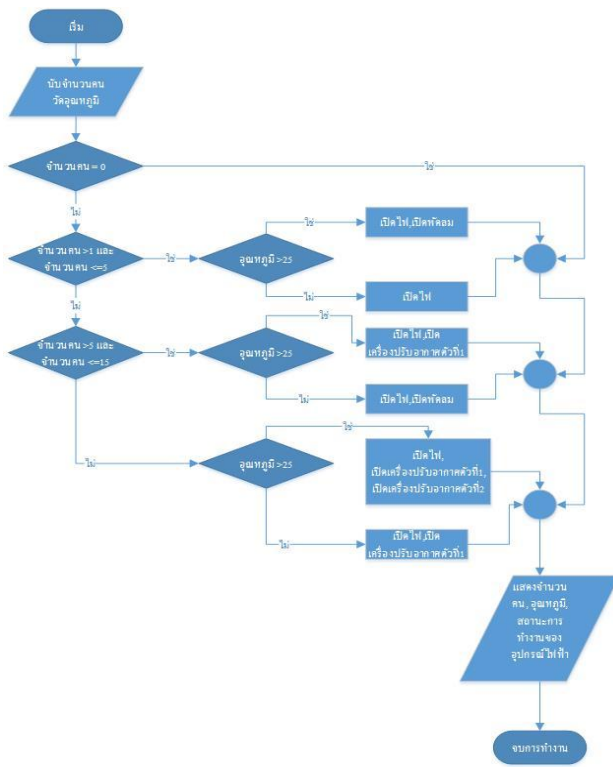 เริ่ม
นับจำนวนคน
วัดอุณหภูมิ
จำนวนคน = 0
ใช่
ไม่
จำนวนคน >1 และ
จำนวนคน <=5
ใช่
อุณหภูมิ >25
ใช่
เปิดไฟ,เปิดพัดลม
ไม่
เปิดไฟ
ไม่
จำนวนคน >5 และ
จำนวนคน <=15
ใช่
อุณหภูมิ >25
ใช่
เปิดไฟ,เปิด
เครื่องปรับอากาศตัวที่1
ไม่
เปิดไฟ,เปิดพัดลม
ไม่
อุณหภูมิ >25
ใช่
เปิดไฟ,
เปิดเครื่องปรับอากาศตัวที่1,
เปิดเครื่องปรับอากาศตัวที่2
ไม่
เปิดไฟ,เปิด
เครื่องปรับอากาศตัวที่1
แสดงจำนวน
คน, อุณหภูมิ,
สถานะการ
ทำงานของ
อุปกรณ์ไฟฟ้า
จบการทำงาน